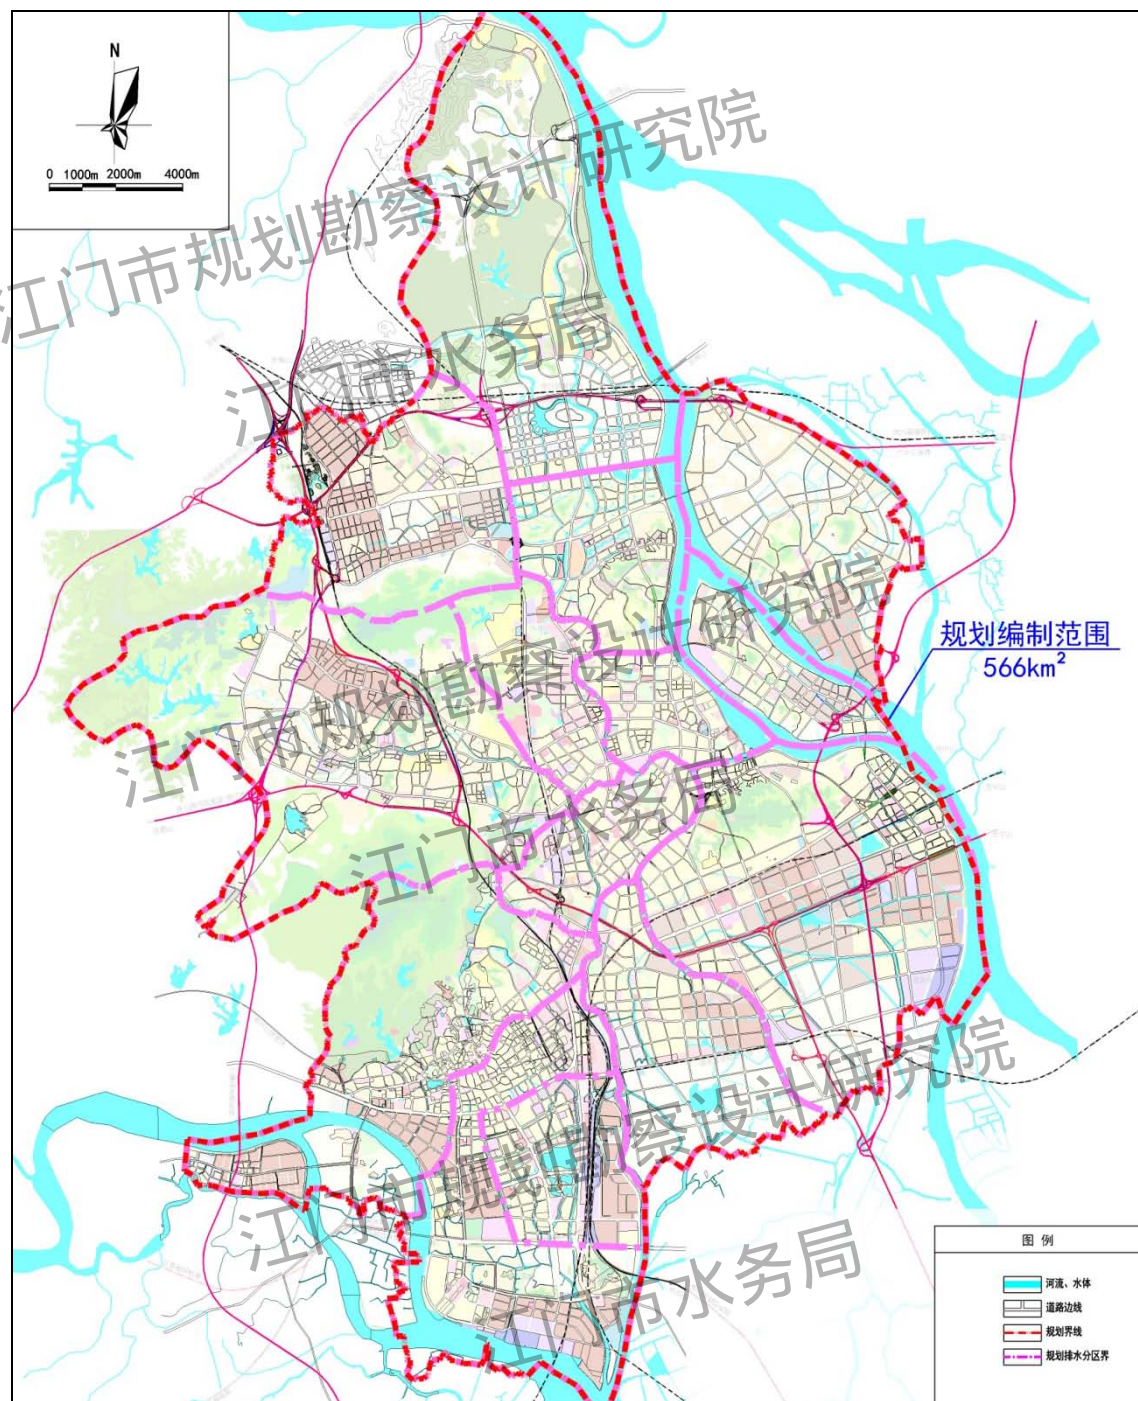 N
0 1000m 2000m 4000m
江门市规划勘察设计研究院
江门市水务局
规划编制范围
566km²
江门市规划勘察设计研究院
江门市水务局
江门市规划勘察设计研究院
江门市水务局
图 例
河流、水体
道路边线
规划界线
规划排水分区界